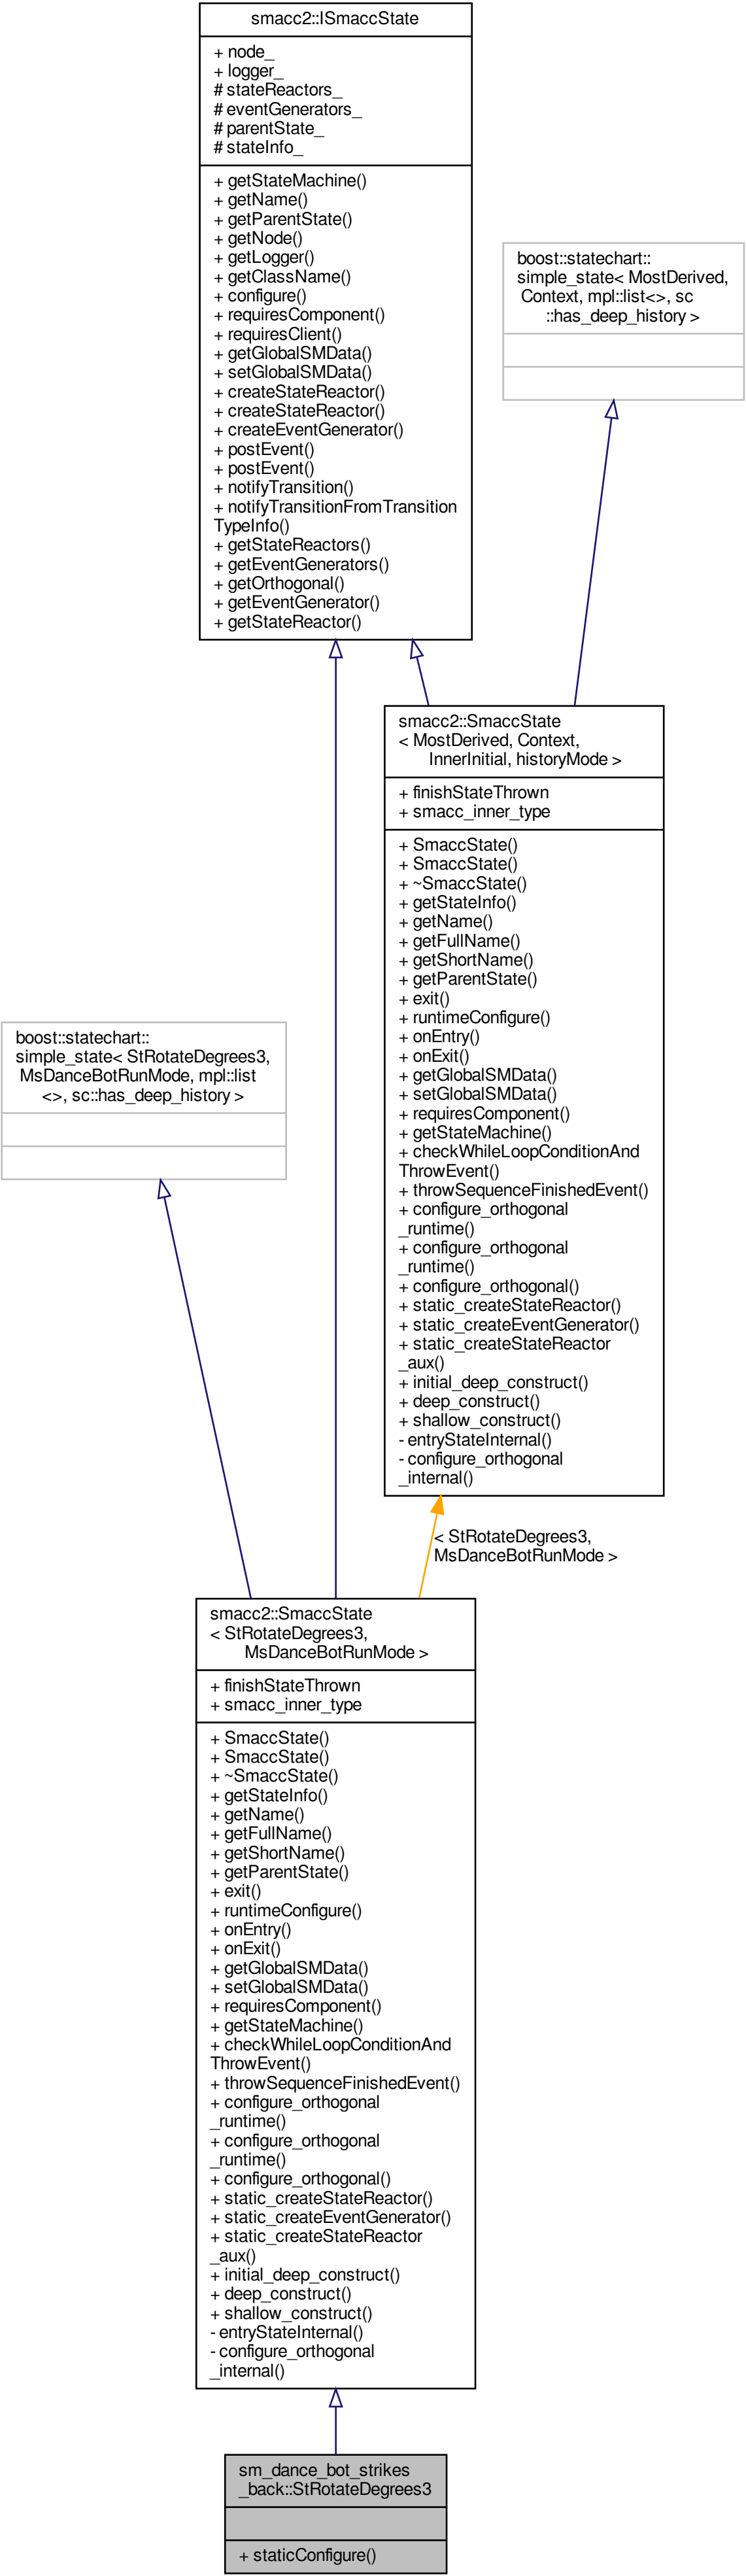 smacc2::ISmaccState
+ node_
+ logger_
# stateReactors_
# eventGenerators_
# parentState_
# stateInfo_
+ getStateMachine()
+ getName()
+ getParentState()
+ getNode()
+ getLogger()
+ getClassName()
+ configure()
+ requiresComponent()
+ requiresClient()
+ getGlobalSMData()
+ setGlobalSMData()
+ createStateReactor()
+ createStateReactor()
+ createEventGenerator()
+ postEvent()
+ postEvent()
+ notifyTransition()
+ notifyTransitionFromTransition
TypeInfo()
+ getStateReactors()
+ getEventGenerators()
+ getOrthogonal()
+ getEventGenerator()
+ getStateReactor()
boost::statechart::
simple_state< MostDerived,
Context, mpl::list<>, sc
::has_deep_history >
smacc2::SmaccState
< MostDerived, Context,
InnerInitial, historyMode >
+ finishStateThrown
+ smacc_inner_type
+ SmaccState()
+ SmaccState()
+ ~SmaccState()
+ getStateInfo()
+ getName()
+ getFullName()
+ getShortName()
+ getParentState()
+ exit()
+ runtimeConfigure()
+ onEntry()
+ onExit()
+ getGlobalSMData()
+ setGlobalSMData()
+ requiresComponent()
+ getStateMachine()
+ checkWhileLoopConditionAnd
ThrowEvent()
+ throwSequenceFinishedEvent()
+ configure_orthogonal
_runtime()
+ configure_orthogonal
_runtime()
+ configure_orthogonal()
+ static_createStateReactor()
+ static_createEventGenerator()
+ static_createStateReactor
_aux()
+ initial_deep_construct()
+ deep_construct()
+ shallow_construct()
- entryStateInternal()
- configure_orthogonal
_internal()
boost::statechart::
simple_state< StRotateDegrees3,
MsDanceBotRunMode, mpl::list
<>, sc::has_deep_history >
< StRotateDegrees3,
MsDanceBotRunMode >
smacc2::SmaccState
< StRotateDegrees3,
MsDanceBotRunMode >
+ finishStateThrown
+ smacc_inner_type
+ SmaccState()
+ SmaccState()
+ ~SmaccState()
+ getStateInfo()
+ getName()
+ getFullName()
+ getShortName()
+ getParentState()
+ exit()
+ runtimeConfigure()
+ onEntry()
+ onExit()
+ getGlobalSMData()
+ setGlobalSMData()
+ requiresComponent()
+ getStateMachine()
+ checkWhileLoopConditionAnd
ThrowEvent()
+ throwSequenceFinishedEvent()
+ configure_orthogonal
_runtime()
+ configure_orthogonal
_runtime()
+ configure_orthogonal()
+ static_createStateReactor()
+ static_createEventGenerator()
+ static_createStateReactor
_aux()
+ initial_deep_construct()
+ deep_construct()
+ shallow_construct()
- entryStateInternal()
- configure_orthogonal
_internal()
sm_dance_bot_strikes
_back::StRotateDegrees3
+ staticConfigure()